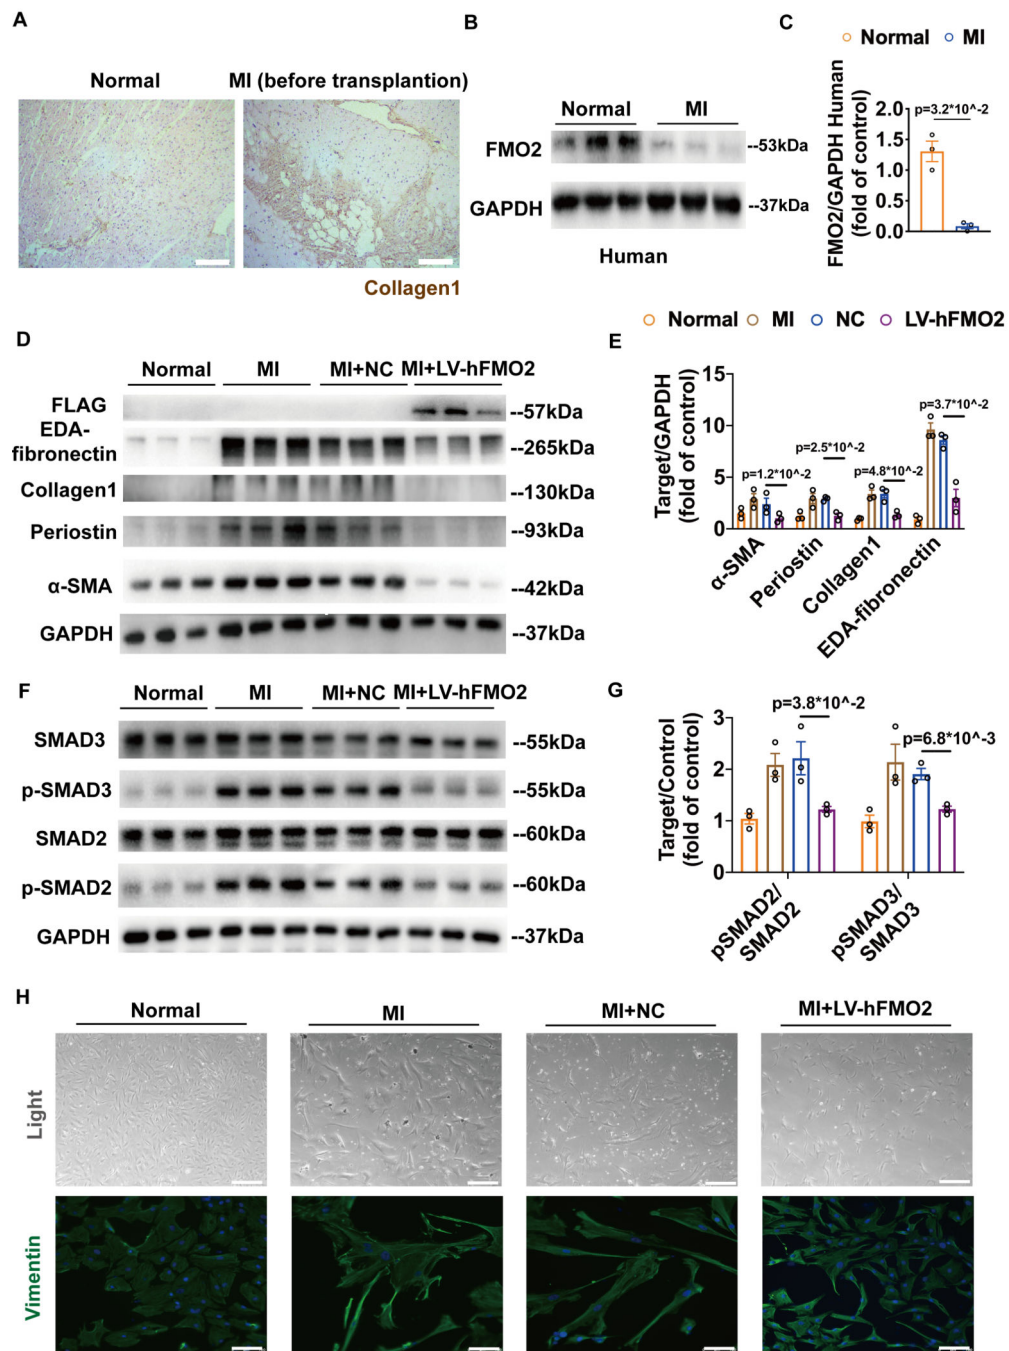 A
Normal
MI (before transplantion)
Collagen1
B
Normal
MI
FMO2
--53kDa
GAPDH
--37kDa
Human
C
Normal
MI
FMO2/GAPDH Human
(fold of control)
p=3.2*10^-2
2.0
1.5
1.0
0.5
0.0
D
Normal
MI
MI+NC
MI+LV-hFMO2
FLAG
--57kDa
EDA-
fibronectin
--265kDa
Collagen1
--130kDa
Periostin
--93kDa
α-SMA
--42kDa
GAPDH
--37kDa
Normal
MI
NC
LV-hFMO2
E
Target/GAPDH
(fold of control)
15
10
5
0
p=1.2*10^-2
p=2.5*10^-2
p=4.8*10^-2
p=3.7*10^-2
α-SMA
Periostin
Collagen1
EDA-fibronectin
F
Normal
MI
MI+NC
MI+LV-hFMO2
SMAD3
--55kDa
p-SMAD3
--55kDa
SMAD2
--60kDa
p-SMAD2
--60kDa
GAPDH
--37kDa
G
Target/Control
(fold of control)
3
2
1
0
p=3.8*10^-2
p=6.8*10^-3
pSMAD2/
SMAD2
pSMAD3/
SMAD3
H
Normal
MI
MI+NC
MI+LV-hFMO2
Light
Vimentin